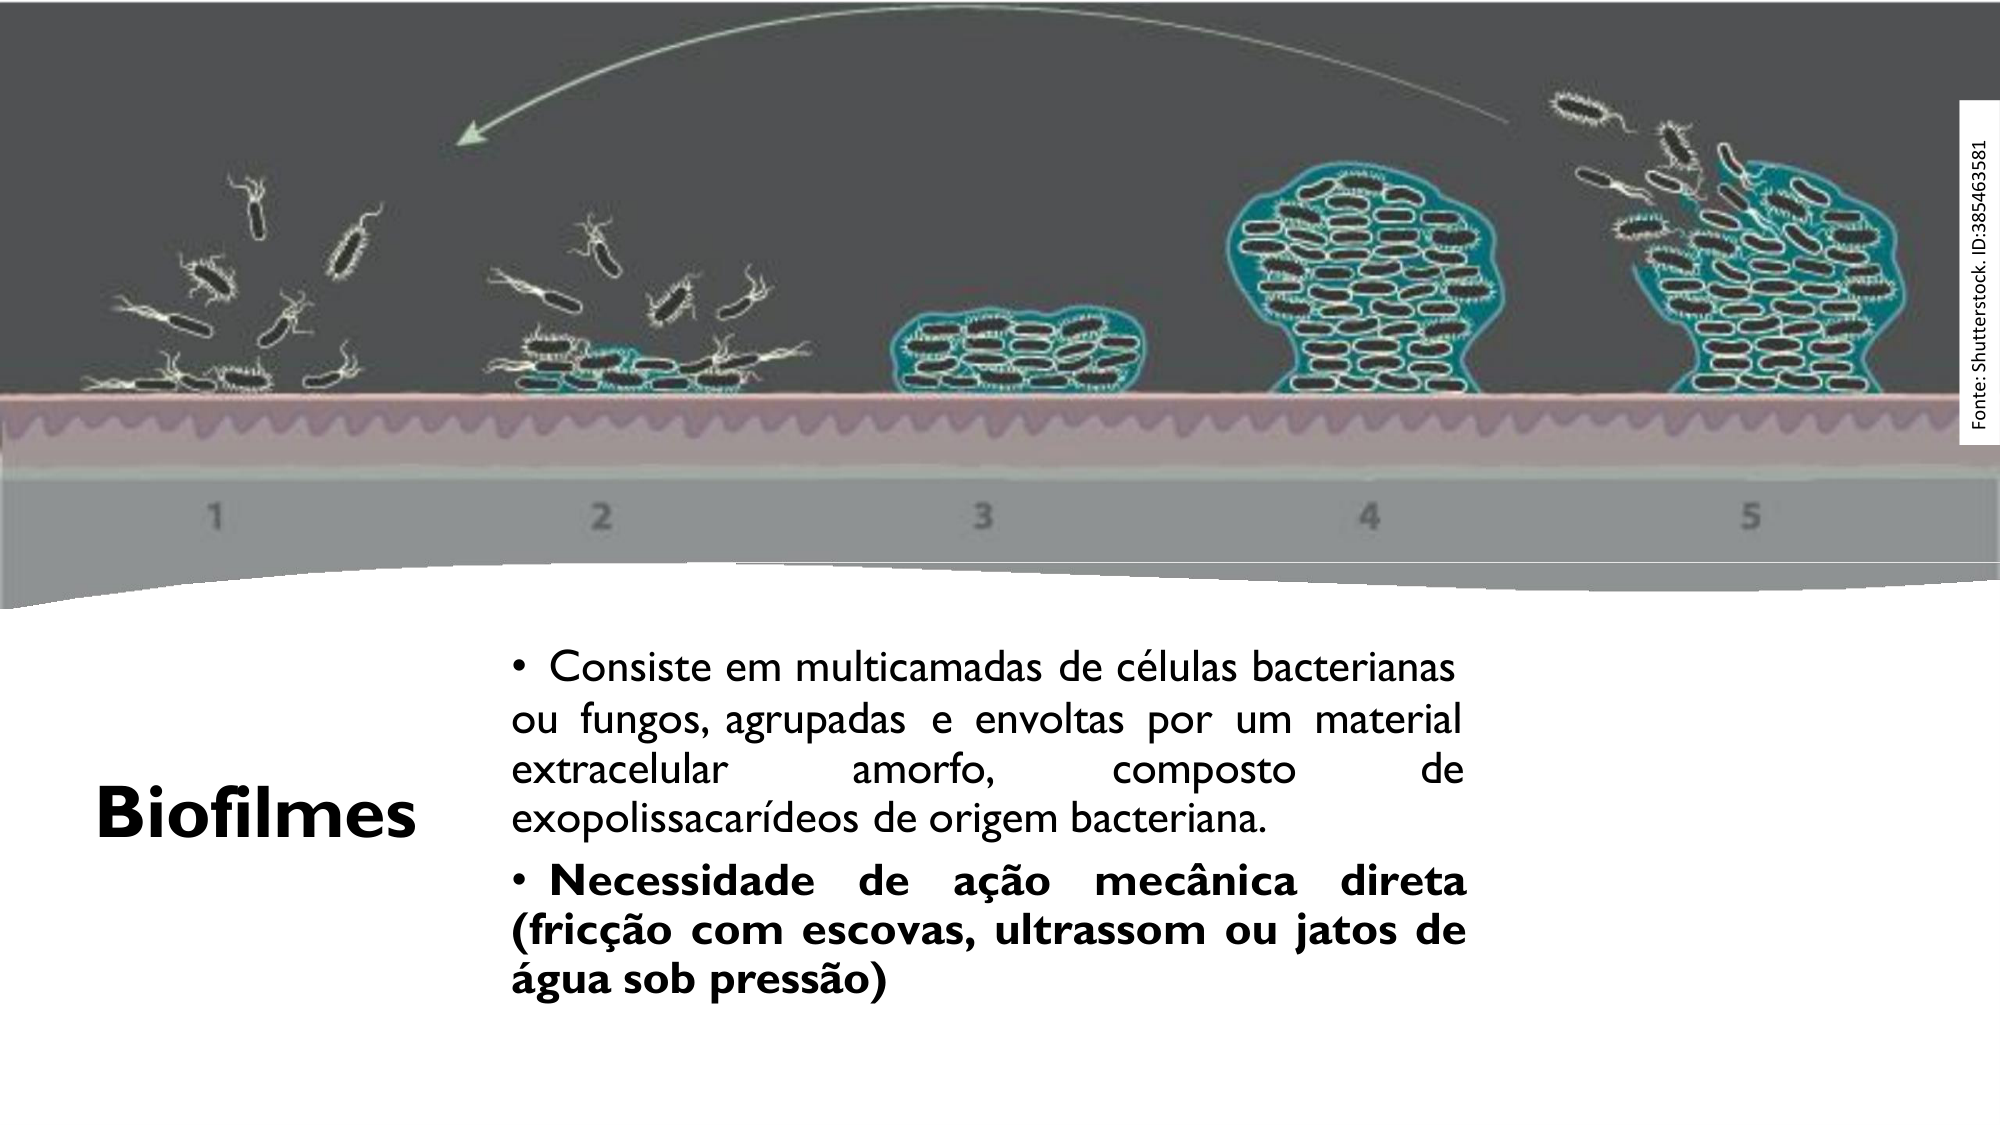 Fonte: Shutterstock. ID:385463581
1 2 3 4 5
Biofilmes
• Consiste em multicamadas de células bacterianas
ou fungos, agrupadas e envoltas por um material
extracelular amorfo, composto de
exopolissacarídeos de origem bacteriana.
• Necessidade de ação mecânica direta
(fricção com escovas, ultrassom ou jatos de
água sob pressão)